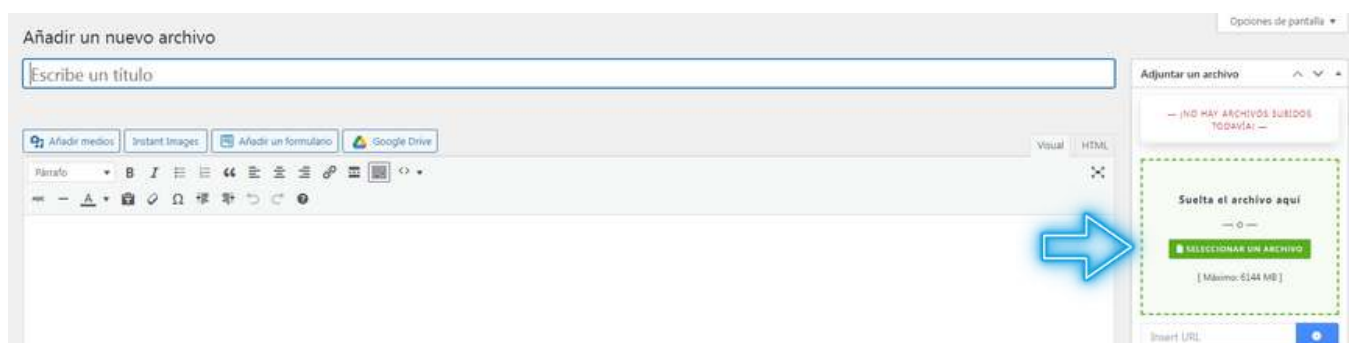 Opciones de pantalla
Añadir un nuevo archivo
Escribe un título
Adjuntar un archivo
— ¡NO HAY ARCHIVOS SUBIDOS
TODAVÍA! —
Añadir medios Instant Images Añadir un formulario Google Drive
Visual HTML
Párrafo
Suelta el archivo aquí
— o —
SELECCIONAR UN ARCHIVO
[ Máximo: 6144 MB ]
Insert URL